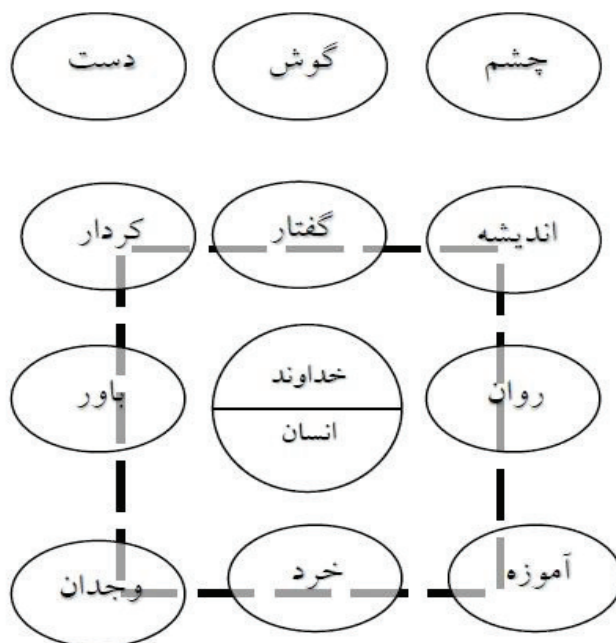 چشم
گوش
دست
اندیشه
گفتار
کردار
روان
خداوند
انسان
باور
آموزه
خرد
وجدان